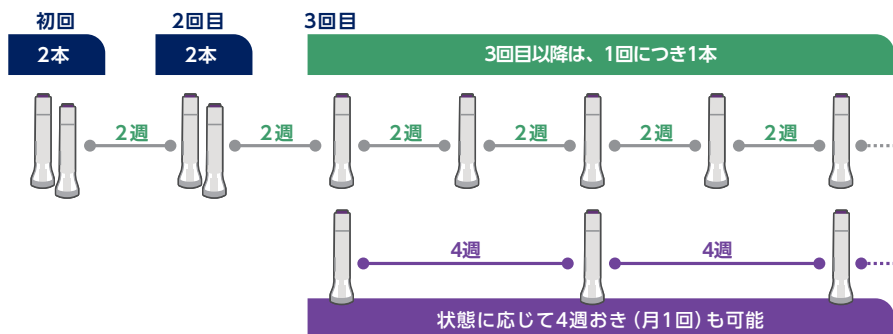 初回
2回目
3回目
2本
2本
3回目以降は、1回につき1本
2週
2週
2週
2週
2週
2週
4週
4週
状態に応じて4週おき（月1回）も可能